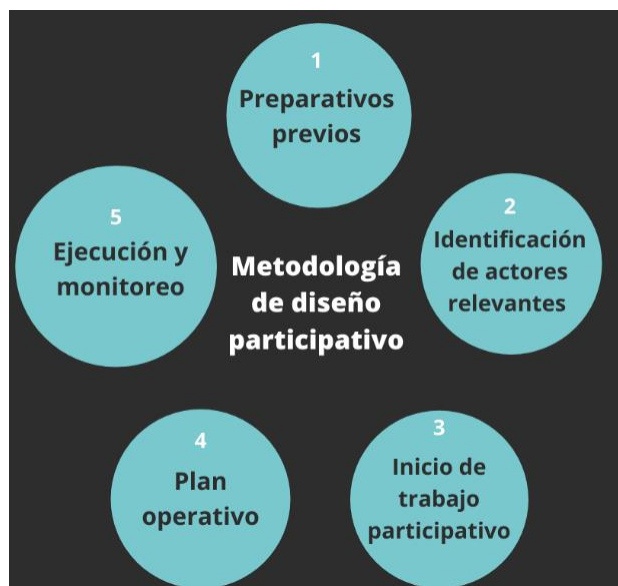 1
Preparativos
previos
2
Identificación
de actores
relevantes
3
Inicio de
trabajo
participativo
4
Plan
operativo
5
Ejecución y
monitoreo
Metodología
de diseño
participativo